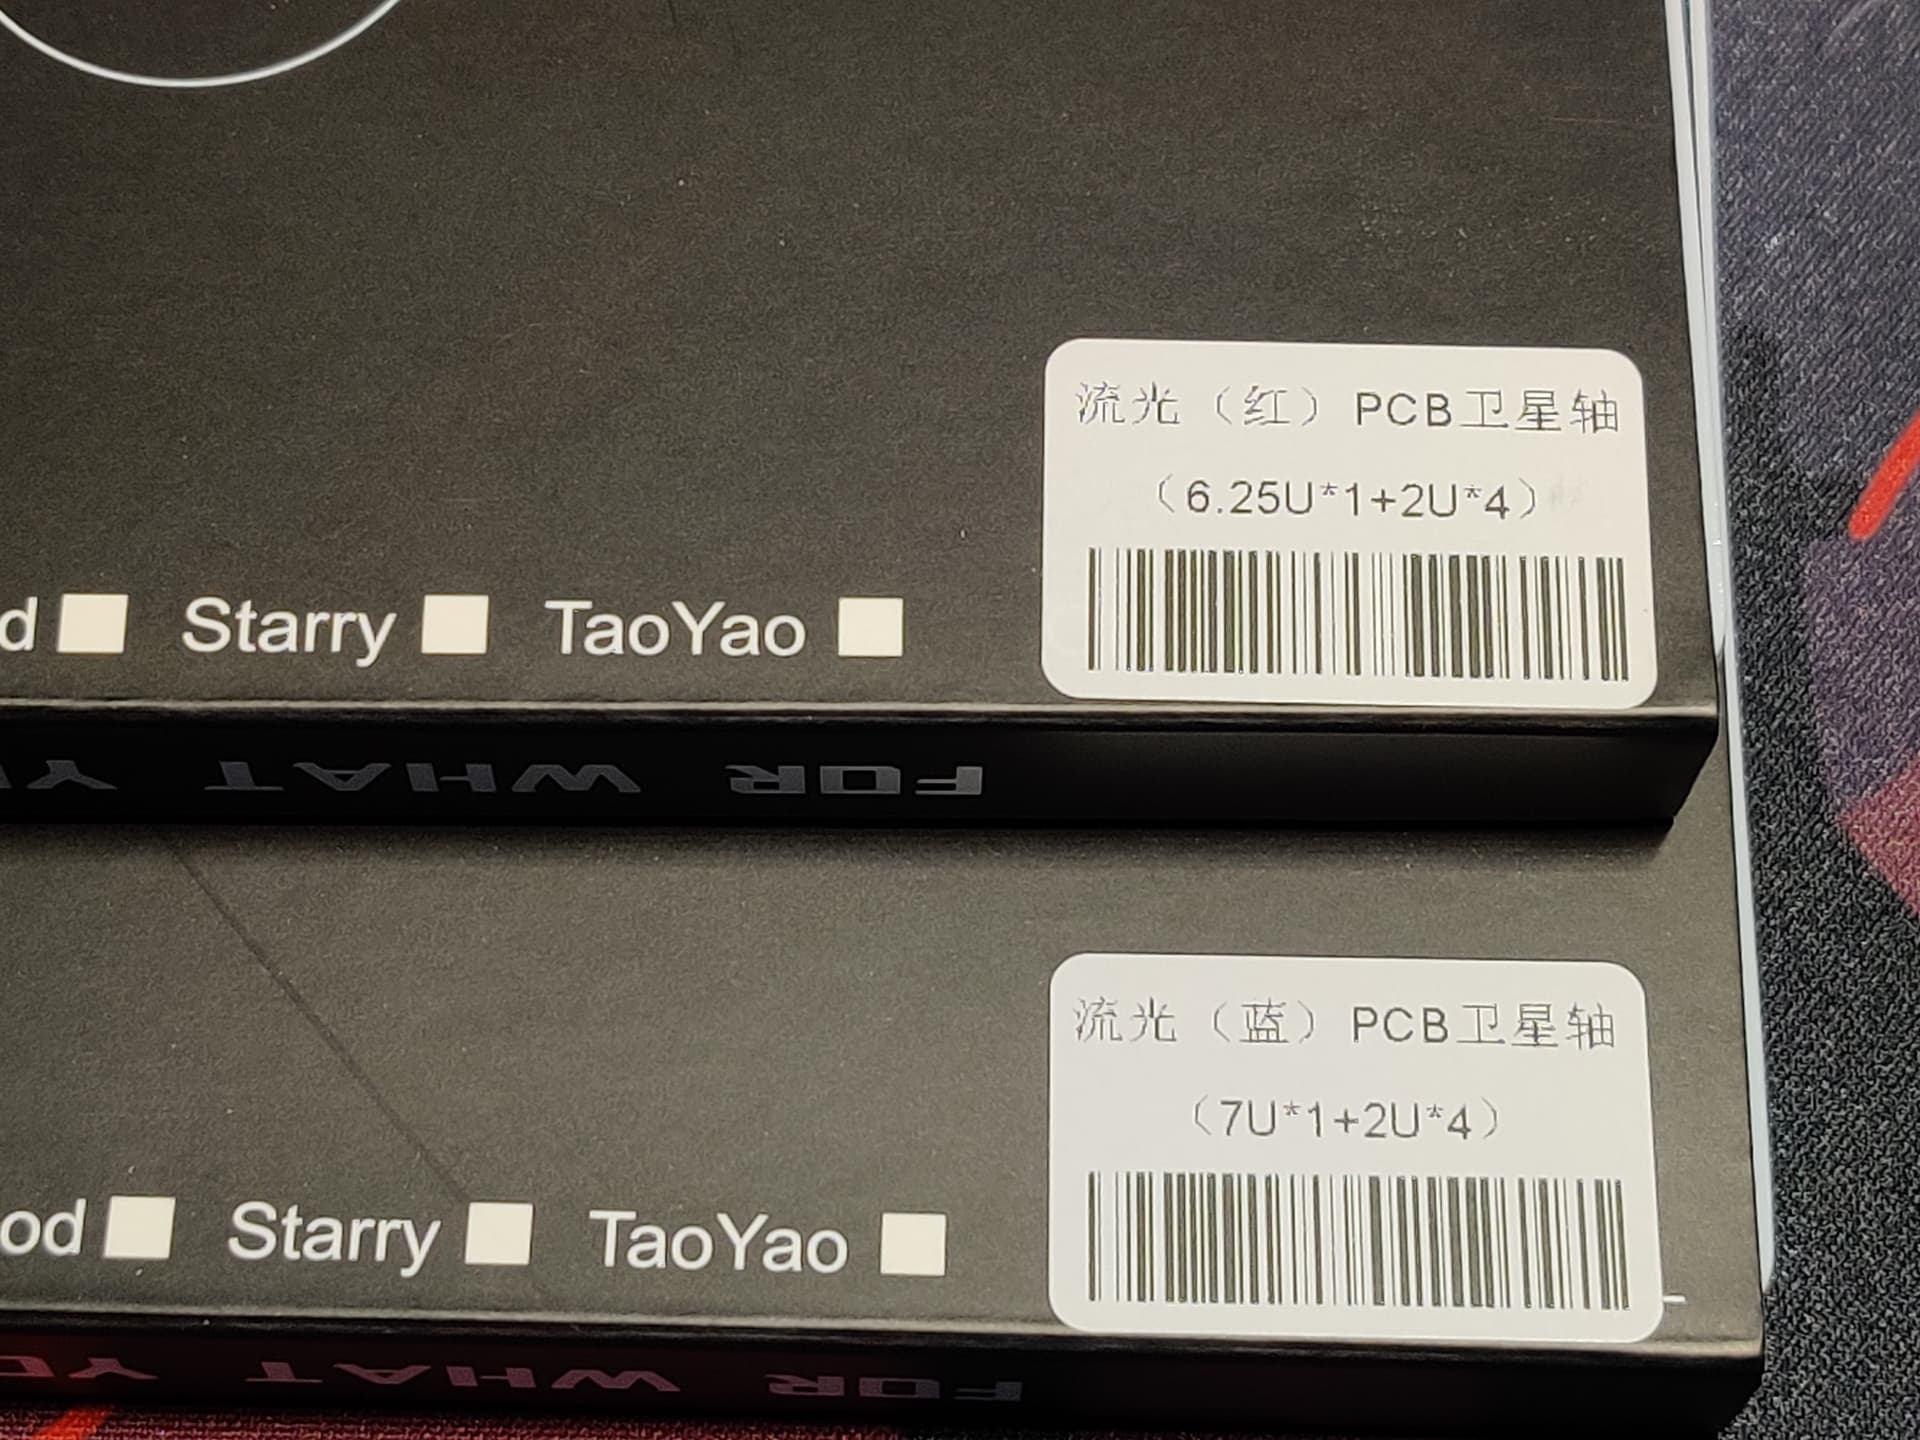 流光（红）PCB卫星轴
（6.25U*1+2U*4）
d Starry TaoYao
FOR WHAT
流光（蓝）PCB卫星轴
（7U*1+2U*4）
od Starry TaoYao
FOR WHAT